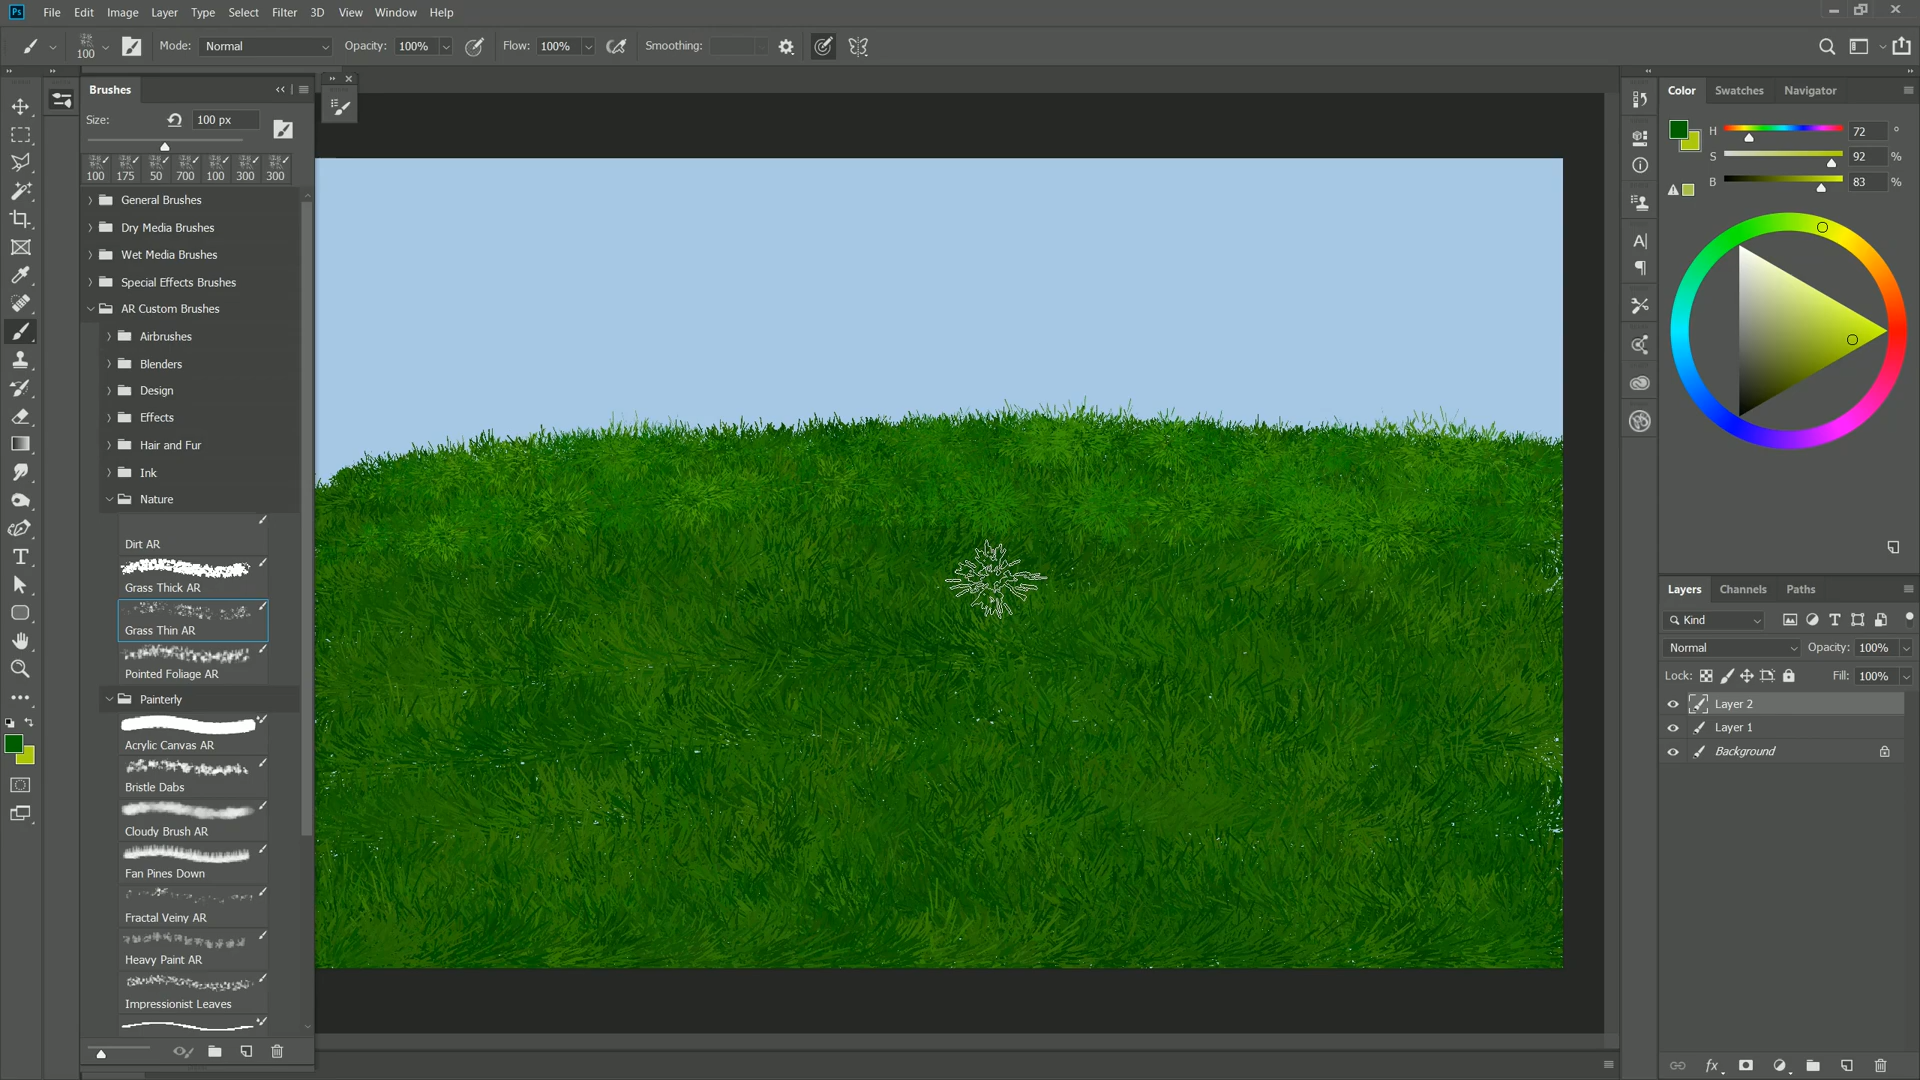 Ps File Edit Image Layer Type Select Filter 3D View Window Help
100 Mode: Normal Opacity: 100% Flow: 100% Smoothing:
Brushes
Size: 100 px
100 175 50 700 100 300 300
General Brushes
Dry Media Brushes
Wet Media Brushes
Special Effects Brushes
AR Custom Brushes
Airbrushes
Blenders
Design
Effects
Hair and Fur
Ink
Nature
Dirt AR
Grass Thick AR
Grass Thin AR
Pointed Foliage AR
Painterly
Acrylic Canvas AR
Bristle Dabs
Cloudy Brush AR
Fan Pines Down
Fractal Veiny AR
Heavy Paint AR
Impressionist Leaves
Color Swatches Navigator
H 72 °
S 92 %
B 83 %
Layers Channels Paths
Kind
Normal Opacity: 100%
Lock: Fill: 100%
Layer 2
Layer 1
Background
fx